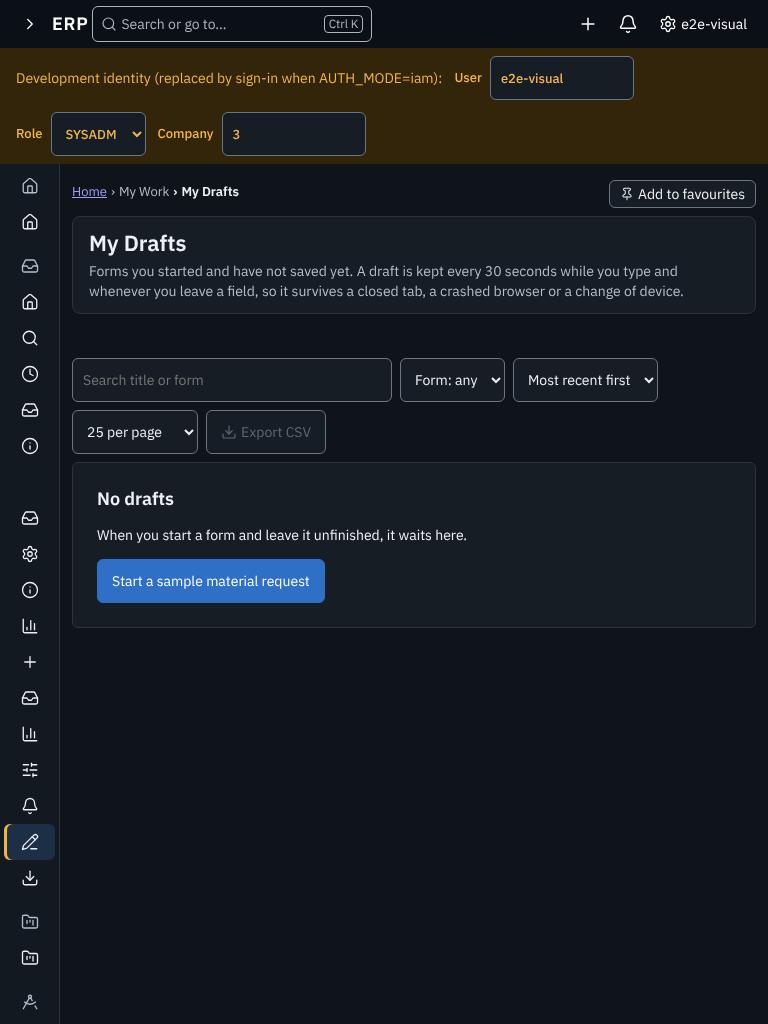 ERP
Search or go to...
Ctrl K
e2e-visual
Development identity (replaced by sign-in when AUTH_MODE=iam):
User
e2e-visual
Role
SYSADM
Company
3
Home › My Work › My Drafts
Add to favourites
My Drafts
Forms you started and have not saved yet. A draft is kept every 30 seconds while you type and
whenever you leave a field, so it survives a closed tab, a crashed browser or a change of device.
Search title or form
Form: any
Most recent first
25 per page
Export CSV
No drafts
When you start a form and leave it unfinished, it waits here.
Start a sample material request